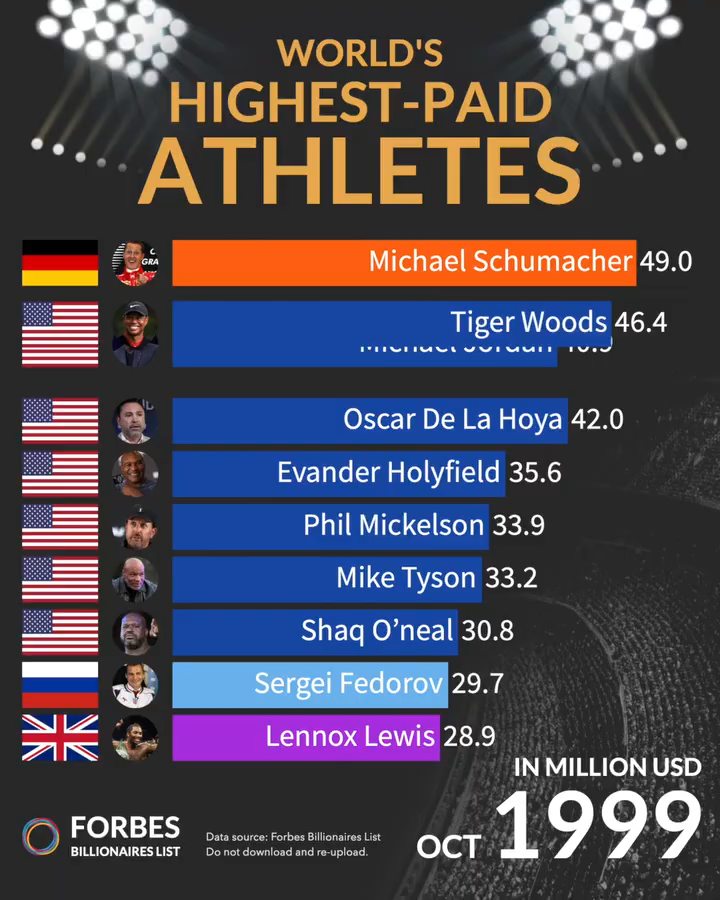 WORLD'S
HIGHEST-PAID
ATHLETES
Michael Schumacher 49.0
Tiger Woods 46.4
Michael Jordan
Oscar De La Hoya 42.0
Evander Holyfield 35.6
Phil Mickelson 33.9
Mike Tyson 33.2
Shaq O’neal 30.8
Sergei Fedorov 29.7
Lennox Lewis 28.9
IN MILLION USD
OCT 1999
FORBES
BILLIONAIRES LIST
Data source: Forbes Billionaires List
Do not download and re-upload.